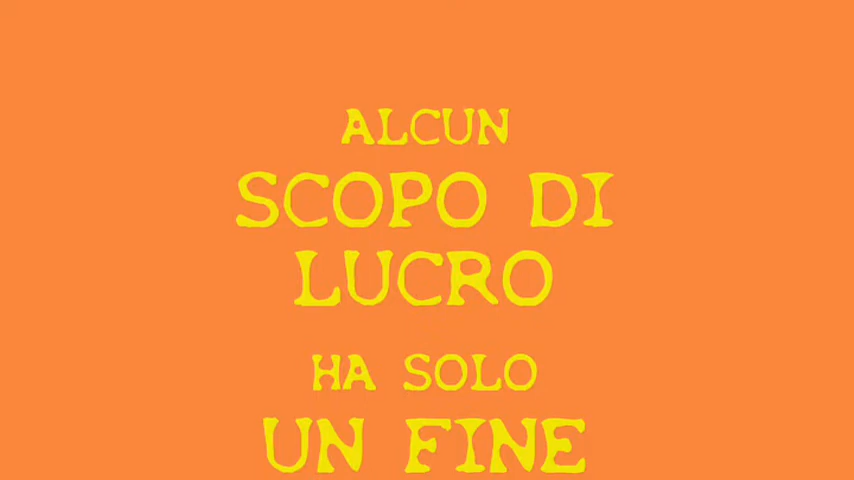 ALCUN
SCOPO DI
LUCRO
HA SOLO
UN FINE